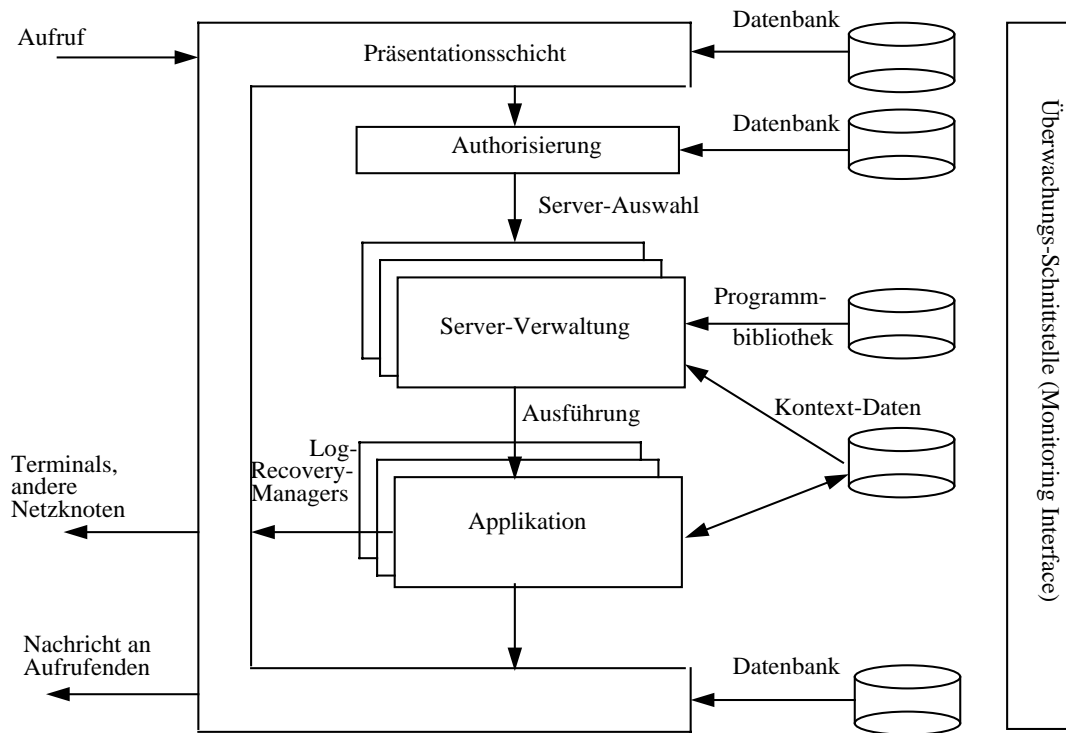 Aufruf
Präsentationsschicht
Datenbank
Authorisierung
Datenbank
Server-Auswahl
Server-Verwaltung
Programm-
bibliothek
Ausführung
Kontext-Daten
Log-
Recovery-
Managers
Terminals,
andere
Netzknoten
Applikation
Nachricht an
Aufrufenden
Datenbank
Überwachungs-Schnittstelle (Monitoring Interface)